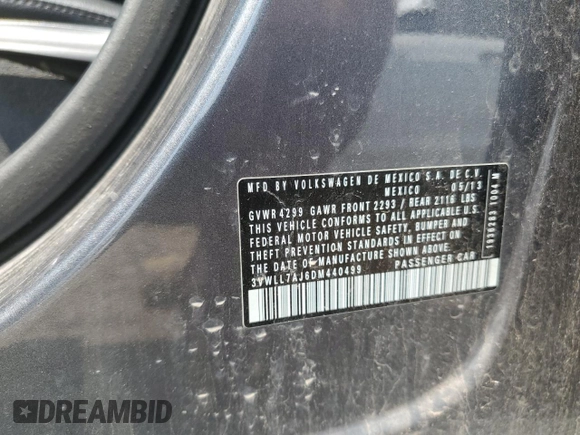 MFD BY VOLKSWAGEN DE MEXICO S.A. DE C.V.
MEXICO 05/13
GVWR 4299 GAWR FRONT 2293 / REAR 2116 LBS
THIS VEHICLE CONFORMS TO ALL APPLICABLE U.S.
FEDERAL MOTOR VEHICLE SAFETY, BUMPER AND
THEFT PREVENTION STANDARDS IN EFFECT ON THE
DATE OF MANUFACTURE SHOWN ABOVE.
3VWLL7AJ6DM440499 PASSENGER CAR
1004 M
DREAMBID